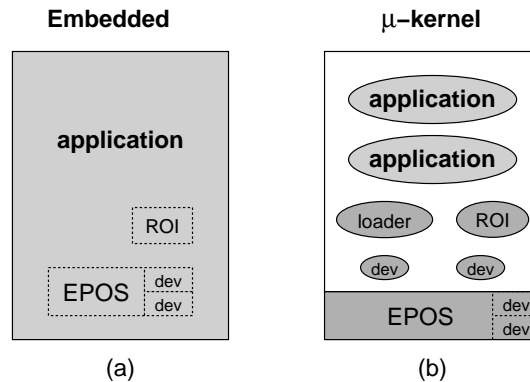 Embedded
application
ROI
EPOS
dev
dev
(a)
μ−kernel
application
application
loader
ROI
dev
dev
EPOS
dev
dev
(b)